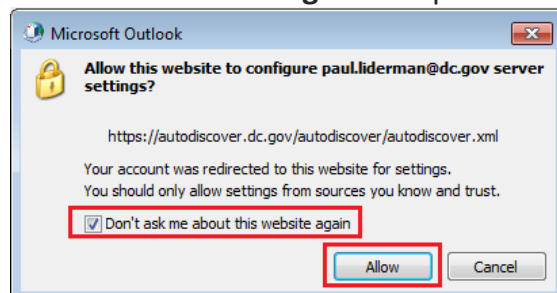 Microsoft Outlook
Allow this website to configure paul.liderman@dc.gov server
settings?
https://autodiscover.dc.gov/autodiscover/autodiscover.xml
Your account was redirected to this website for settings.
You should only allow settings from sources you know and trust.
Don't ask me about this website again
Allow Cancel